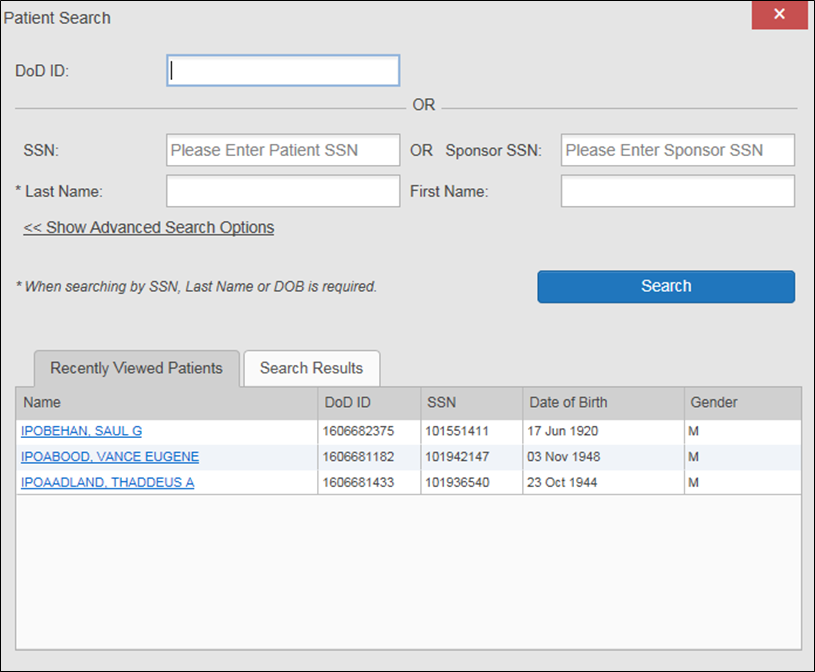 Patient Search
DoD ID:
OR
SSN: Please Enter Patient SSN OR Sponsor SSN: Please Enter Sponsor SSN
* Last Name: First Name:
<< Show Advanced Search Options
* When searching by SSN, Last Name or DOB is required. Search
Recently Viewed Patients Search Results
Name DoD ID SSN Date of Birth Gender
IPOBEHAN, SAUL G 1606682375 101551411 17 Jun 1920 M
IPOABOOD, VANCE EUGENE 1606681182 101942147 03 Nov 1948 M
IPOAADLAND, THADDEUS A 1606681433 101936540 23 Oct 1944 M